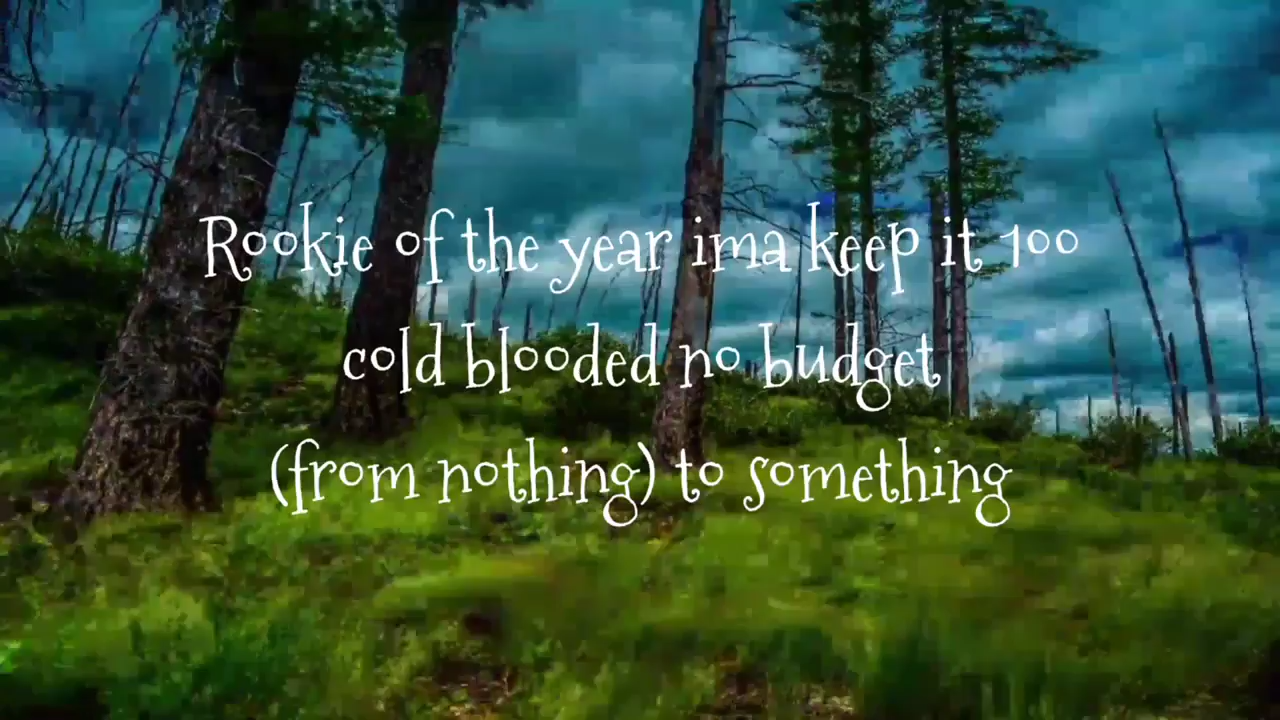 Rookie of the year ima keep it 100
cold blooded no budget
(from nothing) to something